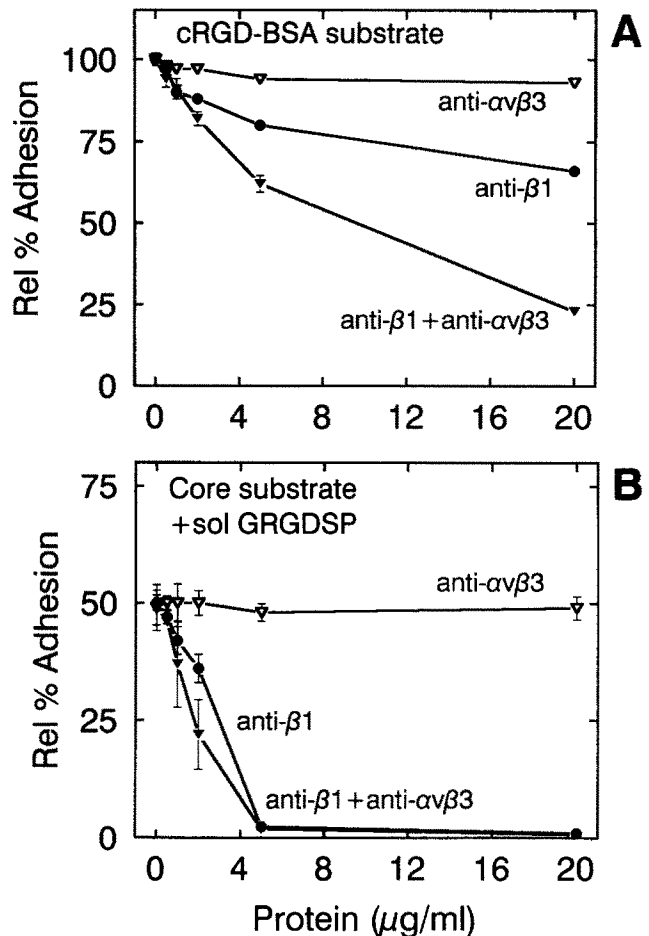 cRGD-BSA substrate
A
100
75
50
25
0
Rel % Adhesion
anti-αvβ3
anti-β1
anti-β1+anti-αvβ3
0 4 8 12 16 20
B
Core substrate
+sol GRGDSP
75
50
25
0
Rel % Adhesion
anti-αvβ3
anti-β1
anti-β1+anti-αvβ3
0 4 8 12 16 20
Protein (μg/ml)